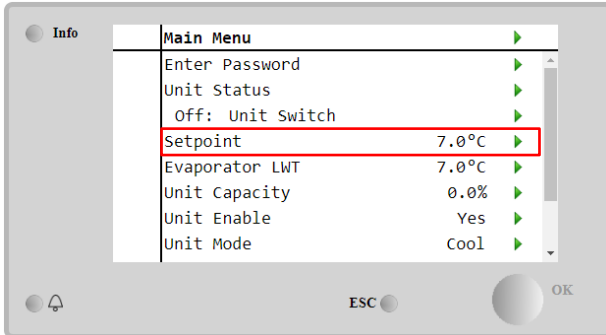 Info
Main Menu
Enter Password
Unit Status
Off: Unit Switch
Setpoint 7.0°C
Evaporator LWT 7.0°C
Unit Capacity 0.0%
Unit Enable Yes
Unit Mode Cool
ESC
OK